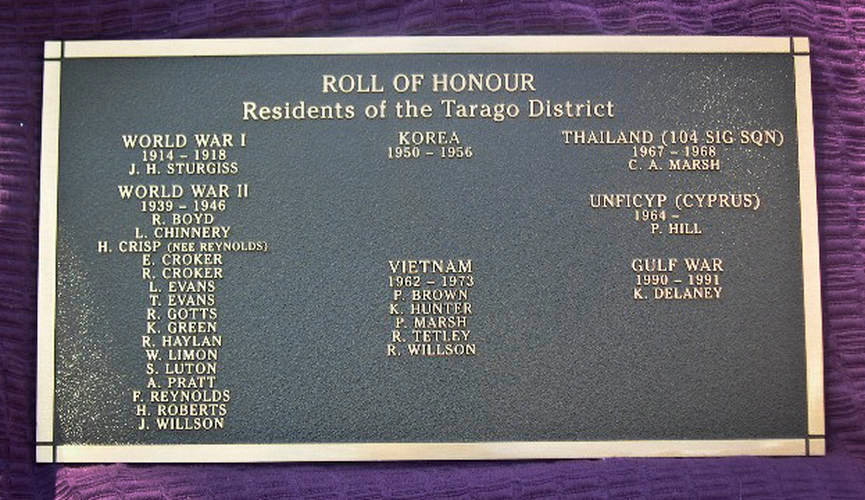 ROLL OF HONOUR
Residents of the Tarago District
WORLD WAR I
1914 – 1918
J. H. STURGISS
WORLD WAR II
1939 – 1946
R. BOYD
L. CHINNERY
H. CRISP (NEE REYNOLDS)
E. CROKER
R. CROKER
L. EVANS
T. EVANS
R. GOTTS
K. GREEN
R. HAYLAN
W. LIMON
S. LUTON
A. PRATT
F. REYNOLDS
H. ROBERTS
J. WILLSON
KOREA
1950 – 1956
VIETNAM
1962 – 1973
P. BROWN
K. HUNTER
P. MARSH
R. TETLEY
R. WILLSON
THAILAND (104 SIG SQN)
1967 – 1968
C. A. MARSH
UNFICYP (CYPRUS)
1964 –
P. HILL
GULF WAR
1990 – 1991
K. DELANEY